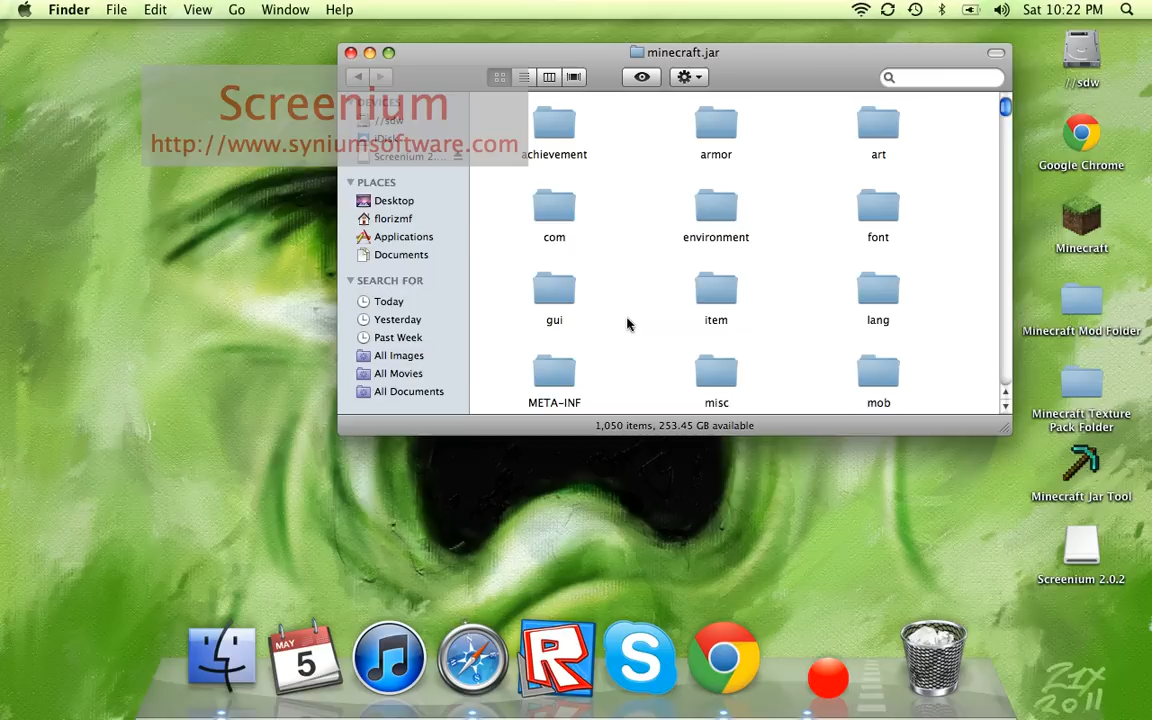 Finder File Edit View Go Window Help
Sat 10:22 PM
minecraft.jar
Screenium
http://www.syniumsoftware.com
DEVICES
//sdw
iDisk
Screenium 2....
PLACES
Desktop
florizmf
Applications
Documents
SEARCH FOR
Today
Yesterday
Past Week
All Images
All Movies
All Documents
achievement armor art
com environment font
gui item lang
META-INF misc mob
1,050 items, 253.45 GB available
//sdw
Google Chrome
Minecraft
Minecraft Mod Folder
Minecraft Texture
Pack Folder
Minecraft Jar Tool
Screenium 2.0.2
MAY
5
R
S
Z1X
2011